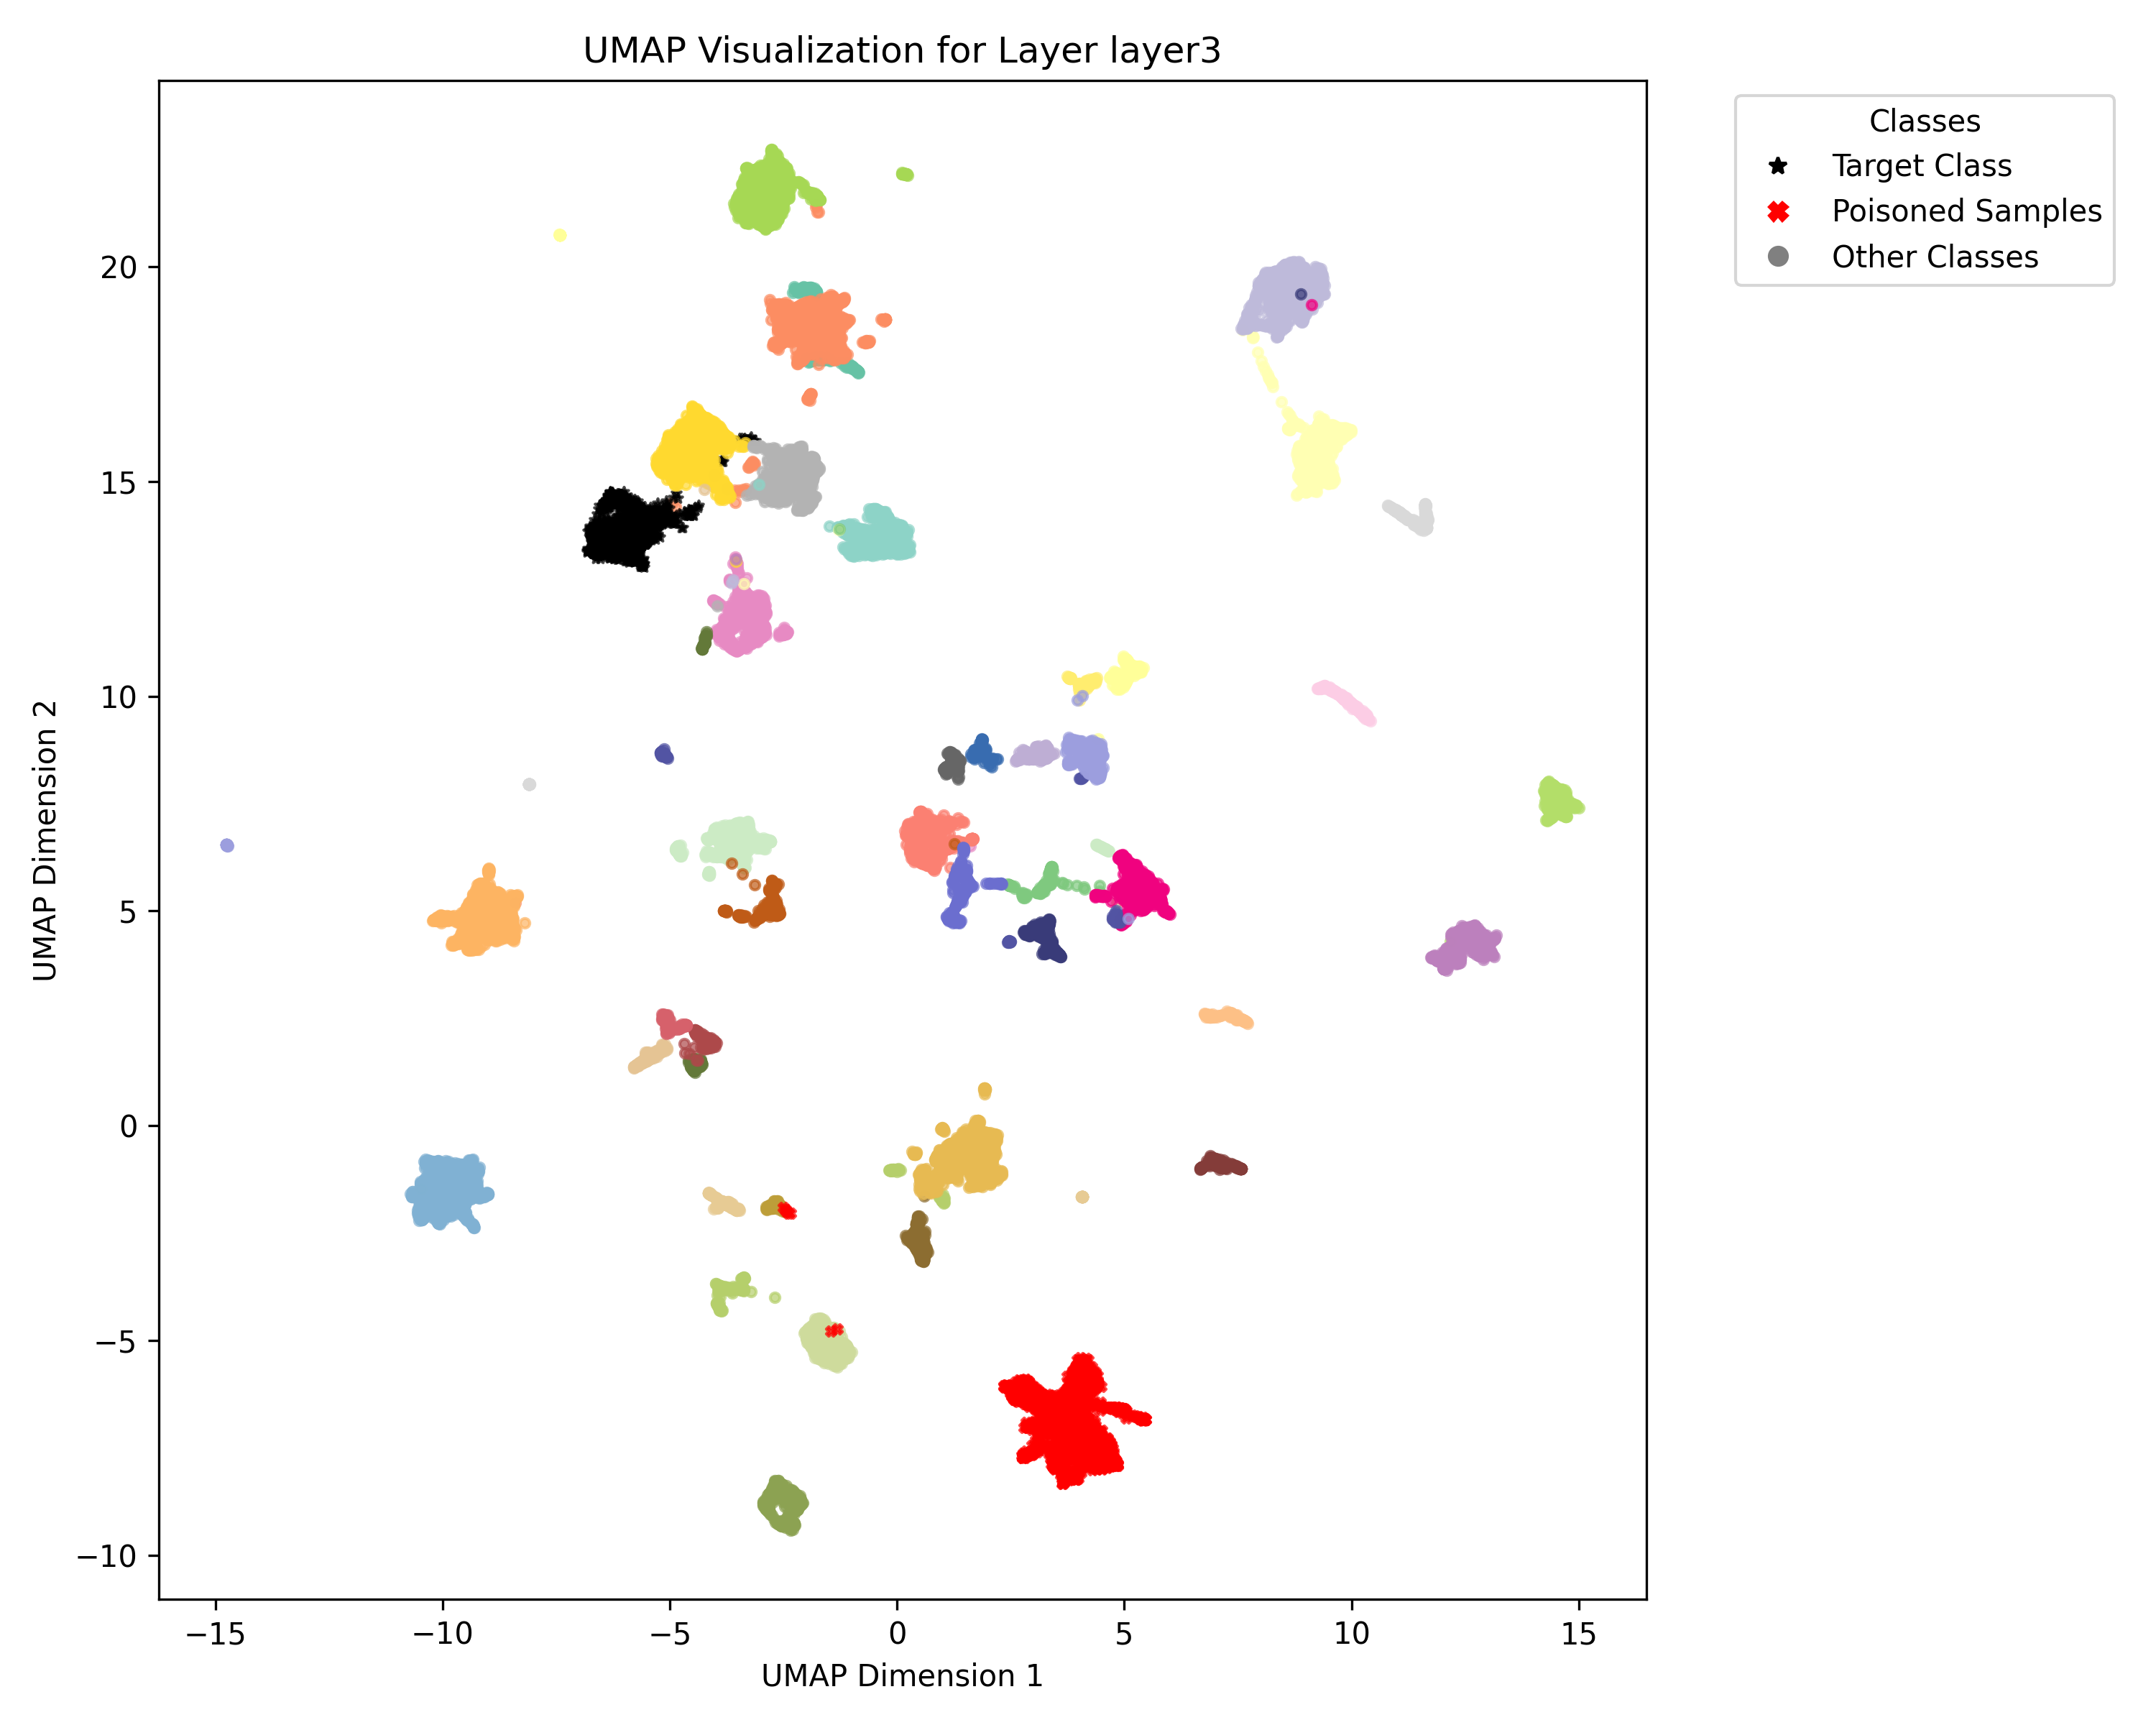 UMAP Visualization for Layer layer3
Classes
Target Class
Poisoned Samples
Other Classes
UMAP Dimension 2
20
15
10
5
0
−5
−10
−15
−10
−5
0
5
10
15
UMAP Dimension 1